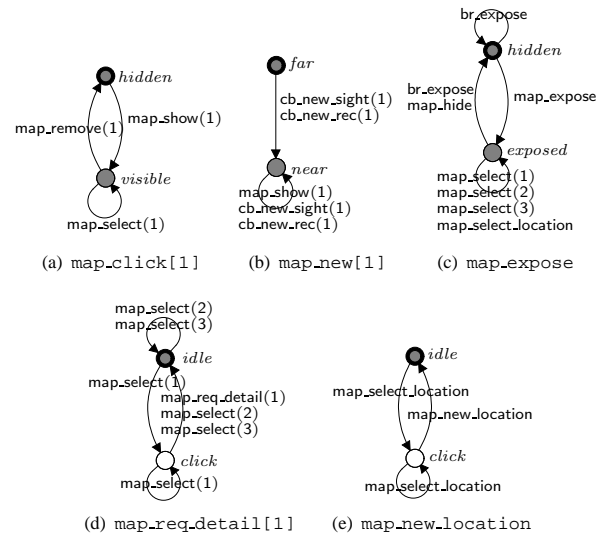 hidden
map_remove(1)
map_show(1)
visible
map_select(1)
(a) map_click[1]
far
cb_new_sight(1)
cb_new_rec(1)
near
map_show(1)
cb_new_sight(1)
cb_new_rec(1)
(b) map_new[1]
br_expose
hidden
br_expose
map_hide
map_expose
exposed
map_select(1)
map_select(2)
map_select(3)
map_select_location
(c) map_expose
map_select(2)
map_select(3)
idle
map_select(1)
map_req_detail(1)
map_select(2)
map_select(3)
click
map_select(1)
(d) map_req_detail[1]
idle
map_select_location
map_new_location
click
map_select_location
(e) map_new_location